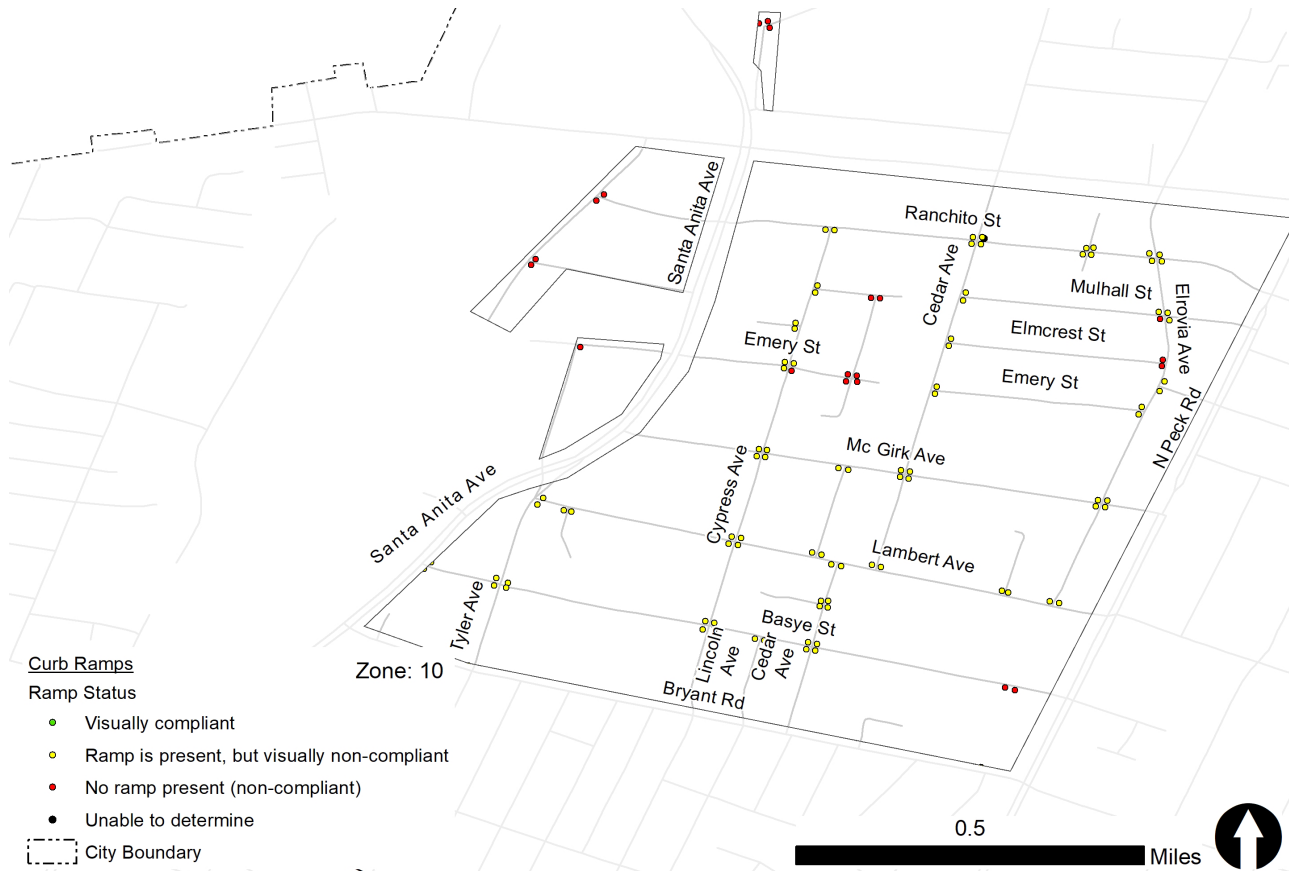 Santa Anita Ave
Ranchito St
Cedar Ave
Mulhall St
Elrovia Ave
Elmcrest St
Emery St
Emery St
N Peck Rd
Mc Girk Ave
Cypress Ave
Santa Anita Ave
Lambert Ave
Tyler Ave
Basye St
Lincoln
Ave
Cedar
Ave
Bryant Rd
Zone: 10
Curb Ramps
Ramp Status
Visually compliant
Ramp is present, but visually non-compliant
No ramp present (non-compliant)
Unable to determine
City Boundary
0.5
Miles